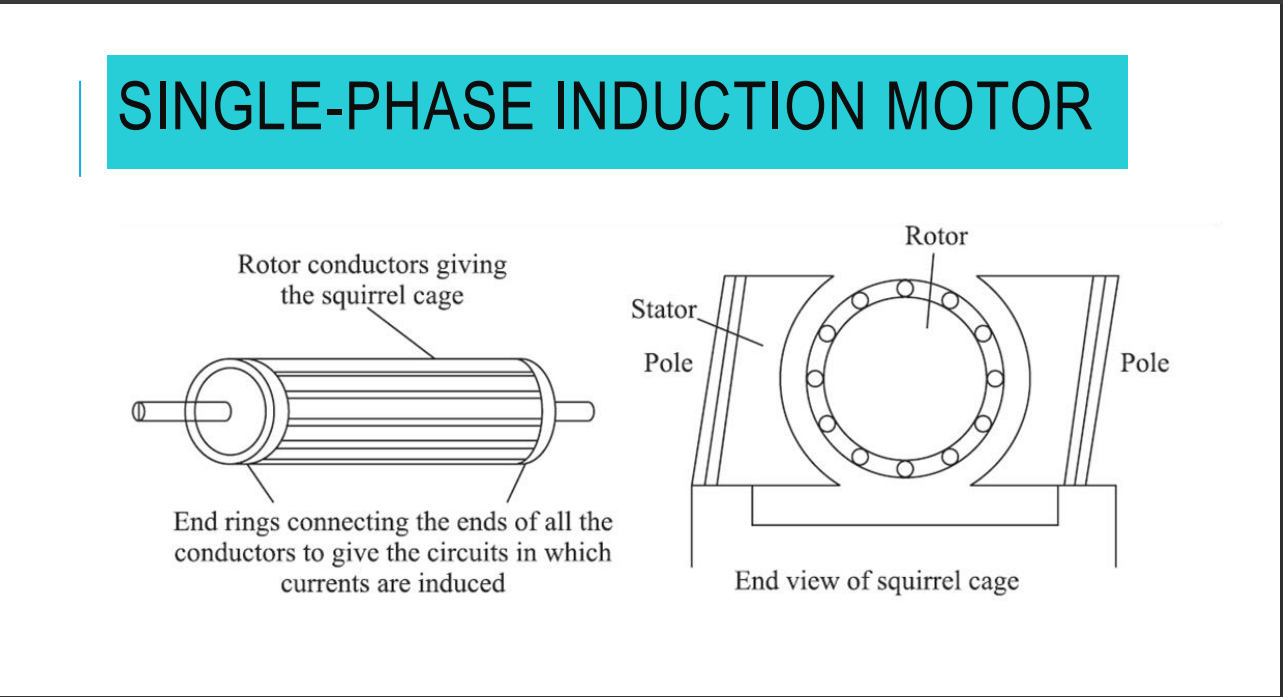 SINGLE-PHASE INDUCTION MOTOR
Rotor conductors giving
the squirrel cage
End rings connecting the ends of all the
conductors to give the circuits in which
currents are induced
Rotor
Stator
Pole
Pole
End view of squirrel cage